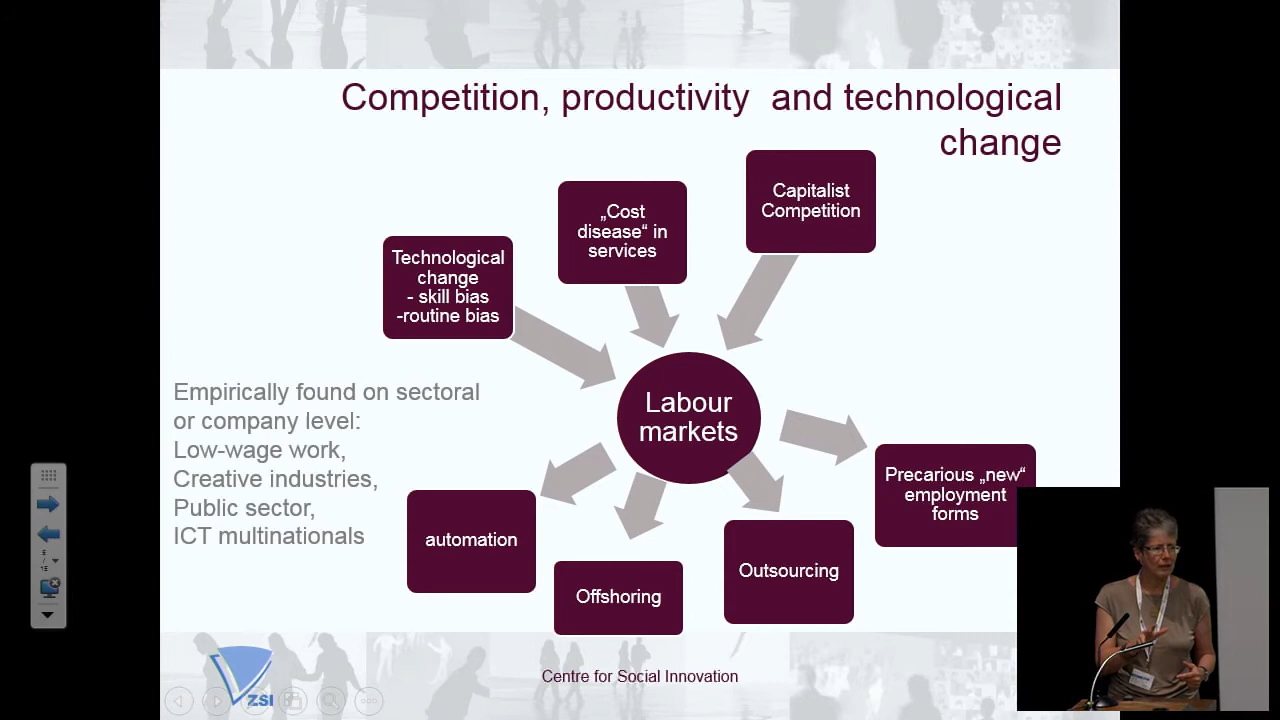 Competition, productivity and technological
change
Capitalist
Competition
„Cost
disease“ in
services
Technological
change
- skill bias
-routine bias
Labour
markets
Empirically found on sectoral
or company level:
Low-wage work,
Creative industries,
Public sector,
ICT multinationals
automation
Offshoring
Outsourcing
Precarious „new“
employment
forms
ZSI
Centre for Social Innovation